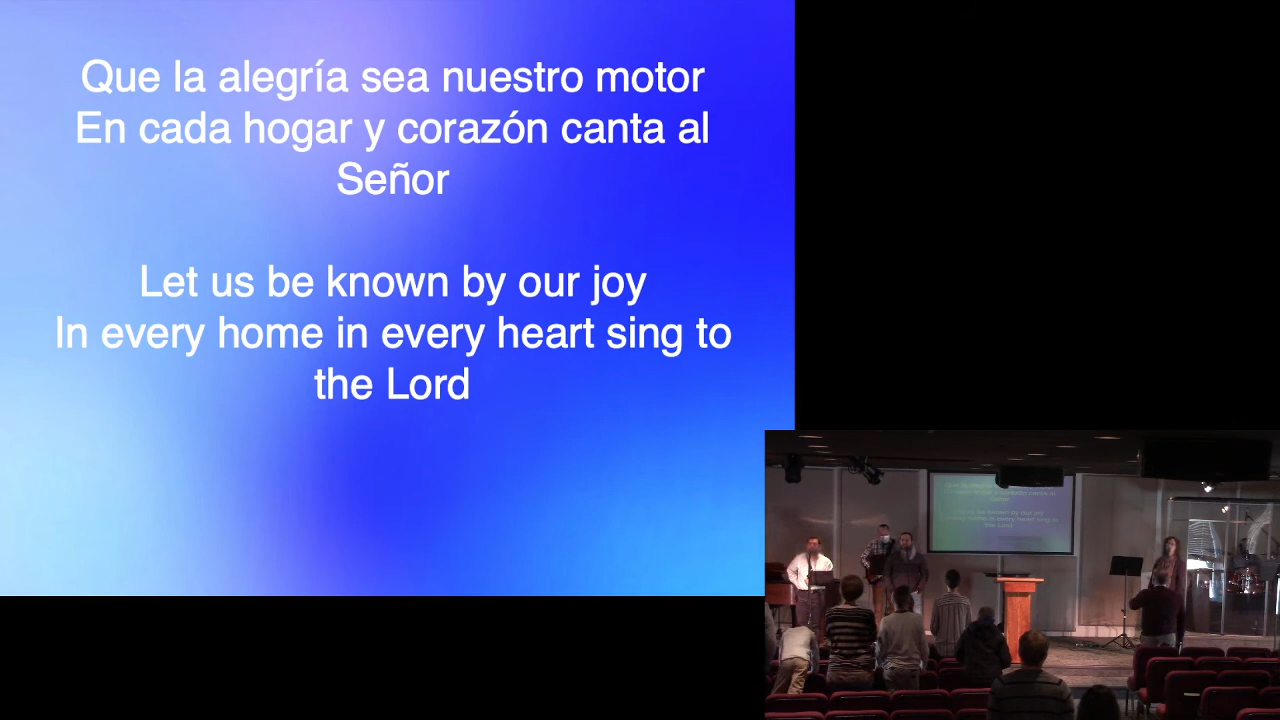 Que la alegría sea nuestro motor
En cada hogar y corazón canta al
Señor
Let us be known by our joy
In every home in every heart sing to
the Lord